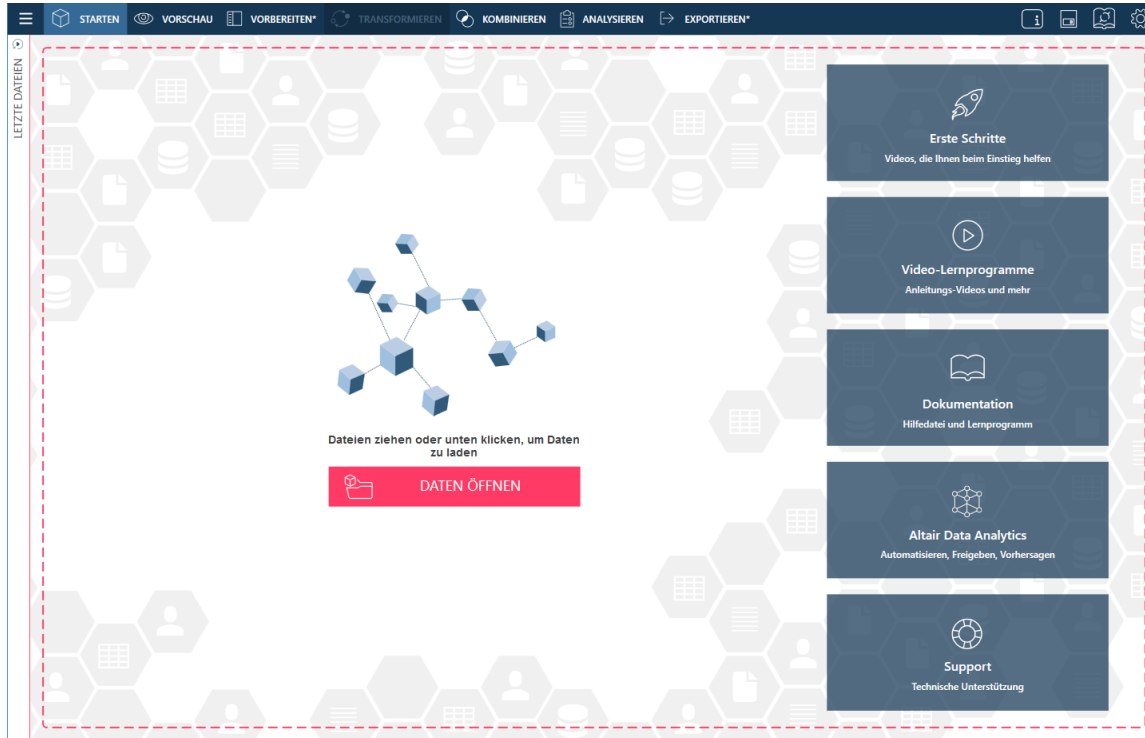 STARTEN
VORSCHAU
VORBEREITEN*
TRANSFORMIEREN
KOMBINIEREN
ANALYSIEREN
EXPORTIEREN*
i
LETZTE DATEIEN
Dateien ziehen oder unten klicken, um Daten
zu laden
DATEN ÖFFNEN
Erste Schritte
Videos, die Ihnen beim Einstieg helfen
Video-Lernprogramme
Anleitungs-Videos und mehr
Dokumentation
Hilfedatei und Lernprogramm
Altair Data Analytics
Automatisieren, Freigeben, Vorhersagen
Support
Technische Unterstützung